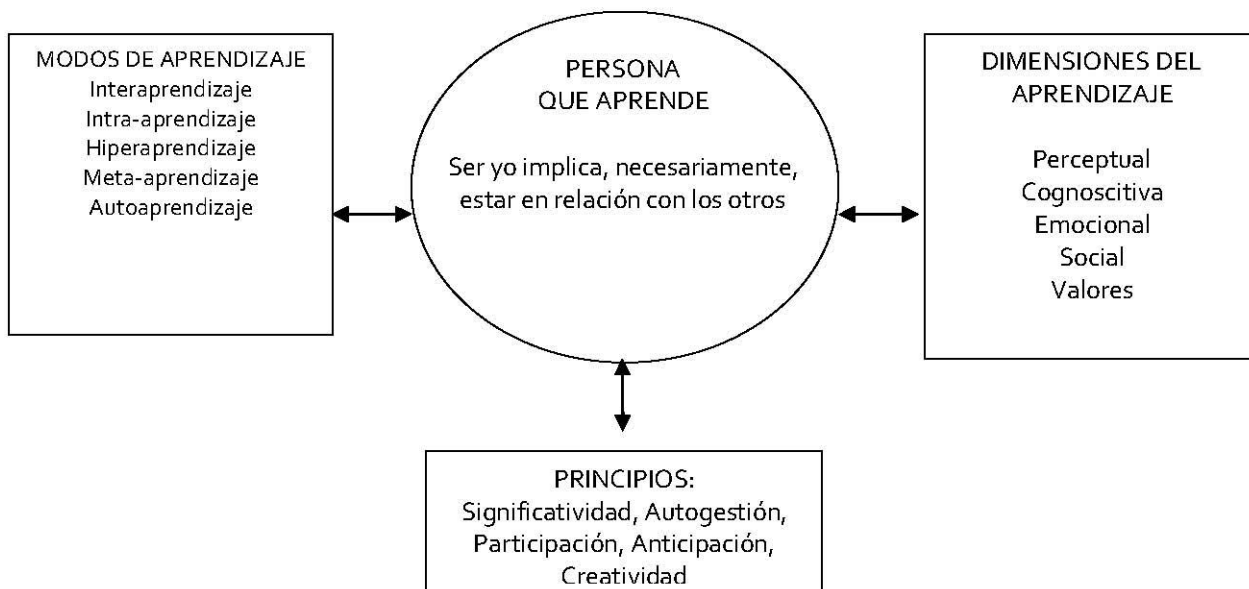 MODOS DE APRENDIZAJE
Interaprendizaje
Intra-aprendizaje
Hiperaprendizaje
Meta-aprendizaje
Autoaprendizaje
PERSONA
QUE APRENDE
Ser yo implica, necesariamente,
estar en relación con los otros
DIMENSIONES DEL
APRENDIZAJE
Perceptual
Cognoscitiva
Emocional
Social
Valores
PRINCIPIOS:
Significatividad, Autogestión,
Participación, Anticipación,
Creatividad